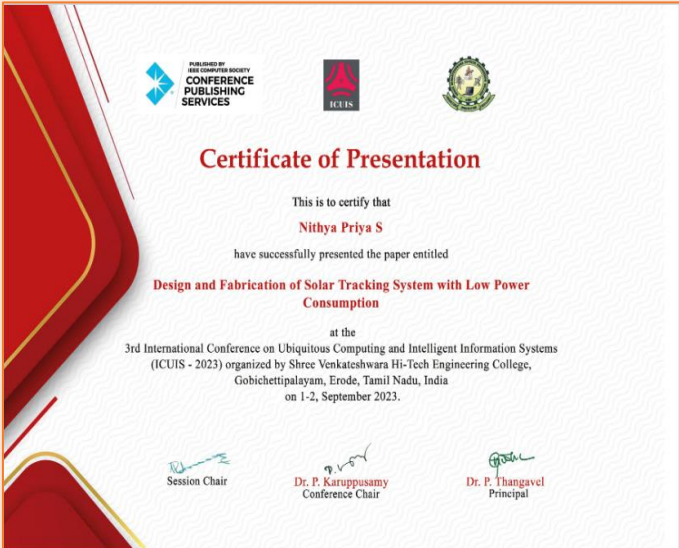 PUBLISHED BY
IEEE COMPUTER SOCIETY
CONFERENCE
PUBLISHING
SERVICES
ICUIS
Certificate of Presentation
This is to certify that
Nithya Priya S
have successfully presented the paper entitled
Design and Fabrication of Solar Tracking System with Low Power
Consumption
at the
3rd International Conference on Ubiquitous Computing and Intelligent Information Systems
(ICUIS - 2023) organized by Shree Venkateshwara Hi-Tech Engineering College,
Gobichettipalayam, Erode, Tamil Nadu, India
on 1-2, September 2023.
Session Chair
Dr. P. Karuppusamy
Conference Chair
Dr. P. Thangavel
Principal